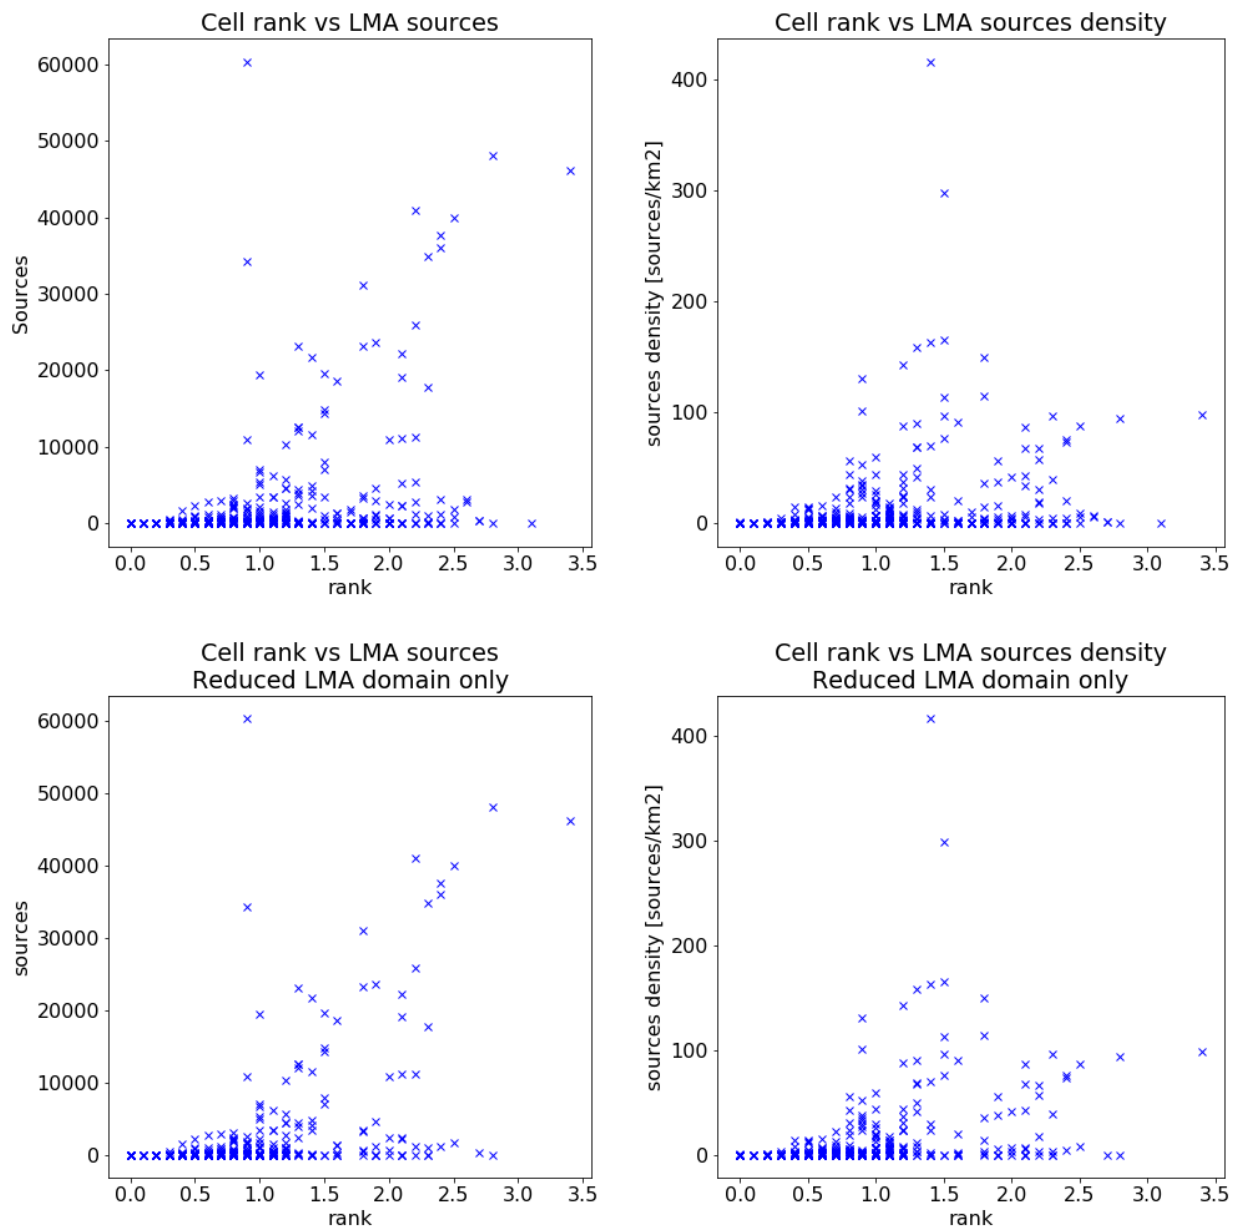 Cell rank vs LMA sources
60000
50000
40000
30000
20000
10000
0
Sources
0.0 0.5 1.0 1.5 2.0 2.5 3.0 3.5
rank
Cell rank vs LMA sources density
400
300
200
100
0
sources density [sources/km2]
0.0 0.5 1.0 1.5 2.0 2.5 3.0 3.5
rank
Cell rank vs LMA sources
Reduced LMA domain only
60000
50000
40000
30000
20000
10000
0
sources
0.0 0.5 1.0 1.5 2.0 2.5 3.0 3.5
rank
Cell rank vs LMA sources density
Reduced LMA domain only
400
300
200
100
0
sources density [sources/km2]
0.0 0.5 1.0 1.5 2.0 2.5 3.0 3.5
rank